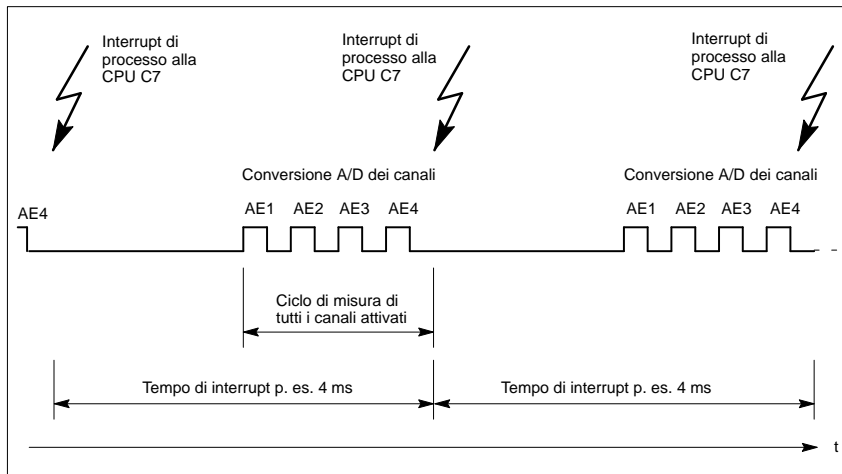 Interrupt di
processo alla
CPU C7
Interrupt di
processo alla
CPU C7
Interrupt di
processo alla
CPU C7
Conversione A/D dei canali
Conversione A/D dei canali
AE4
AE1
AE2
AE3
AE4
AE1
AE2
AE3
AE4
Ciclo di misura di
tutti i canali attivati
Tempo di interrupt p. es. 4 ms
Tempo di interrupt p. es. 4 ms
t